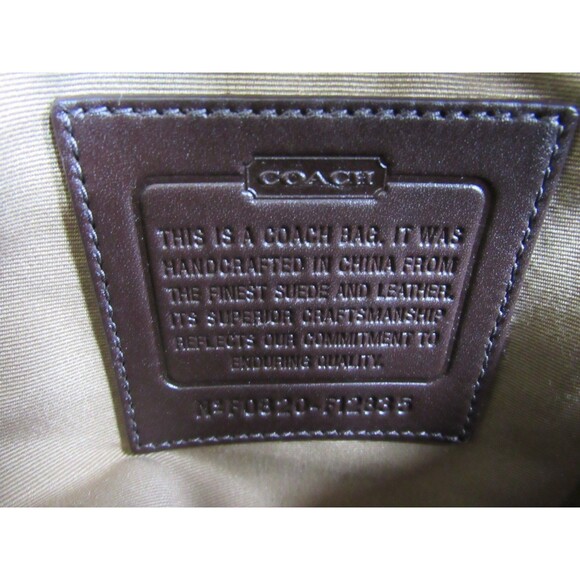 COACH
THIS IS A COACH BAG. IT WAS
HANDCRAFTED IN CHINA FROM
THE FINEST SUEDE AND LEATHER.
ITS SUPERIOR CRAFTSMANSHIP
REFLECTS OUR COMMITMENT TO
ENDURING QUALITY.
Nº F0820-F12835